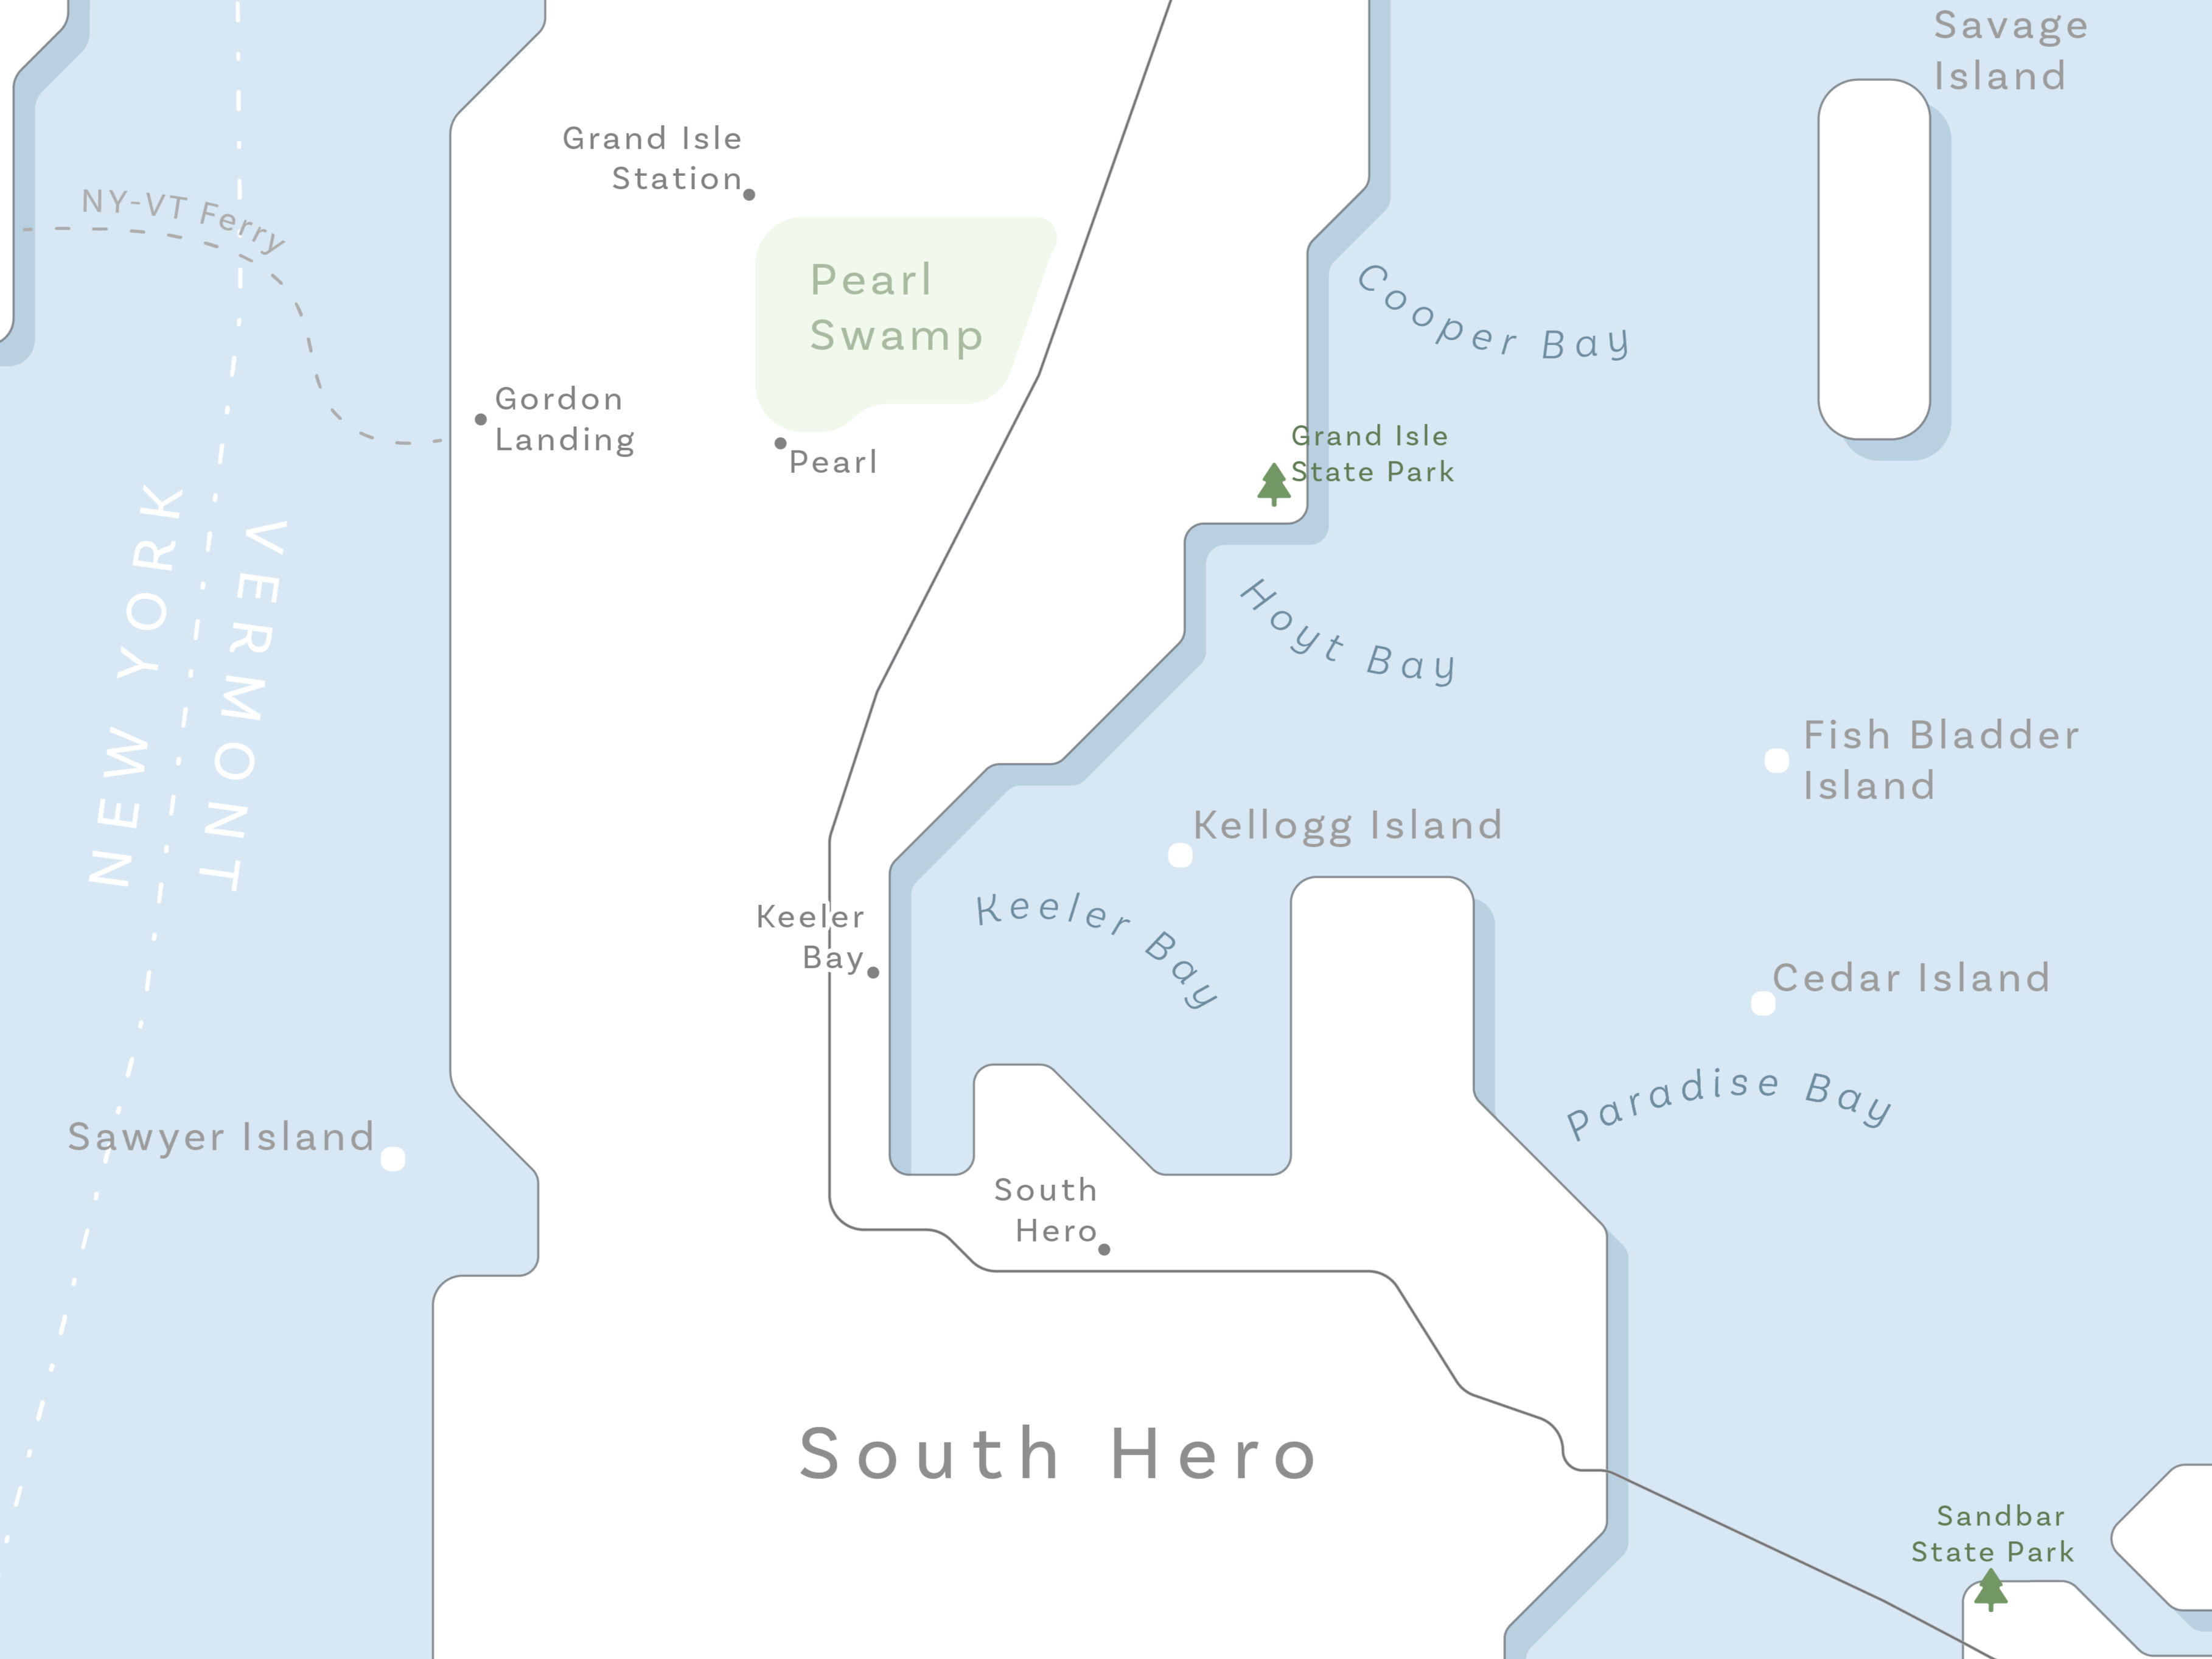 Savage
Island
Grand Isle
Station
NY-VT Ferry
Pearl
Swamp
Cooper Bay
Gordon
Landing
Pearl
Grand Isle
State Park
NEW YORK
VERMONT
Hoyt Bay
Fish Bladder
Island
Kellogg Island
Keeler
Bay
Keeler Bay
Cedar Island
Paradise Bay
Sawyer Island
South
Hero
South Hero
Sandbar
State Park